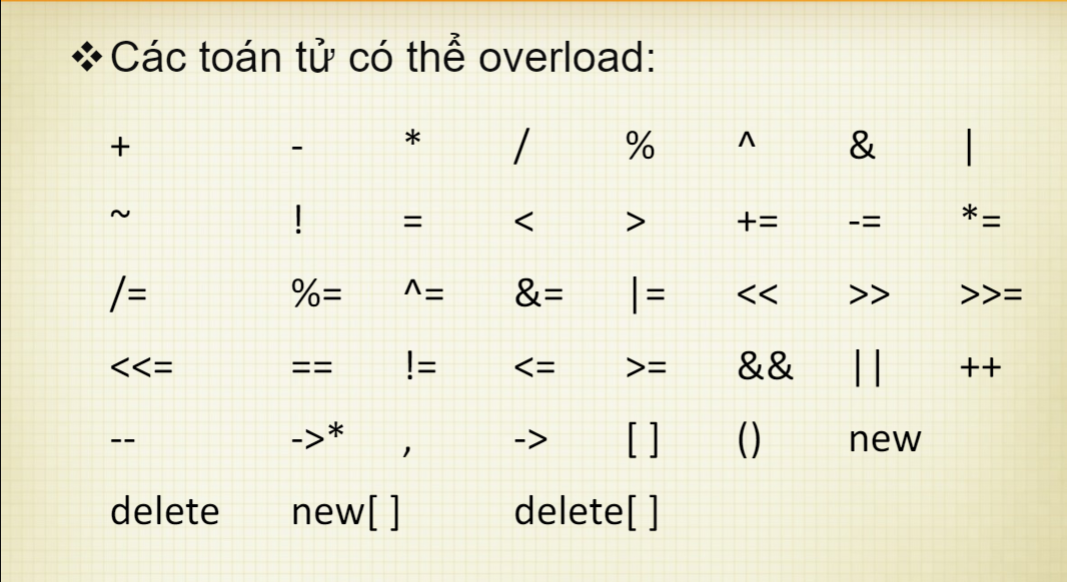 ❖Các toán tử có thể overload:
+ - * / % ^ & |
~ ! = < > += -= *=
/= %= ^= &= |= << >> >>=
<<= == != <= >= && || ++
-- ->* , -> [ ] () new
delete new[ ] delete[ ]